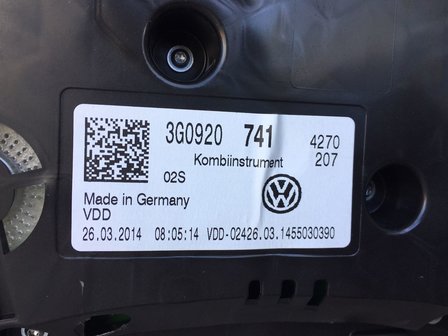 3G0920 741 4270
Kombiinstrument 207
02S
Made in Germany
VDD
26.03.2014 08:05:14 VDD-02426.03.1455030390